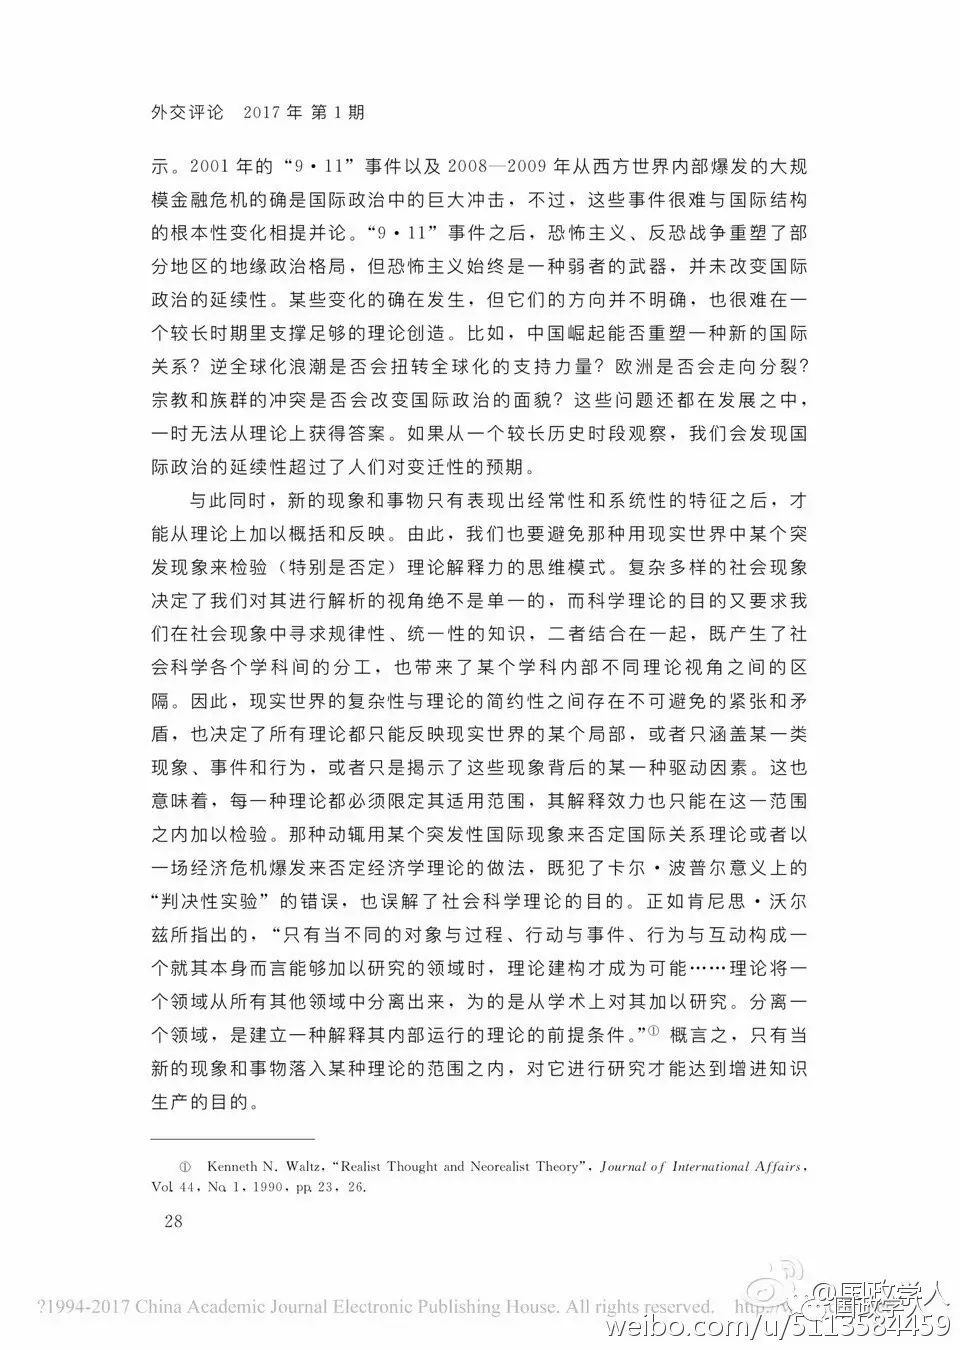 外交评论 2017年 第1期
示。2001年的“9·11”事件以及2008—2009年从西方世界内部爆发的大规
模金融危机的确是国际政治中的巨大冲击，不过，这些事件很难与国际结构
的根本性变化相提并论。“9·11”事件之后，恐怖主义、反恐战争重塑了部
分地区的地缘政治格局，但恐怖主义始终是一种弱者的武器，并未改变国际
政治的延续性。某些变化的确在发生，但它们的方向并不明确，也很难在一
个较长时期里支撑足够的理论创造。比如，中国崛起能否重塑一种新的国际
关系？逆全球化浪潮是否会扭转全球化的支持力量？欧洲是否会走向分裂？
宗教和族群的冲突是否会改变国际政治的面貌？这些问题还都在发展之中，
一时无法从理论上获得答案。如果从一个较长历史时段观察，我们会发现国
际政治的延续性超过了人们对变迁性的预期。
与此同时，新的现象和事物只有表现出经常性和系统性的特征之后，才
能从理论上加以概括和反映。由此，我们也要避免那种用现实世界中某个突
发现象来检验（特别是否定）理论解释力的思维模式。复杂多样的社会现象
决定了我们对其进行解析的视角绝不是单一的，而科学理论的目的又要求我
们在社会现象中寻求规律性、统一性的知识，二者结合在一起，既产生了社
会科学各个学科间的分工，也带来了某个学科内部不同理论视角之间的区
隔。因此，现实世界的复杂性与理论的简约性之间存在不可避免的紧张和矛
盾，也决定了所有理论都只能反映现实世界的某个局部，或者只涵盖某一类
现象、事件和行为，或者只是揭示了这些现象背后的某一种驱动因素。这也
意味着，每一种理论都必须限定其适用范围，其解释效力也只能在这一范围
之内加以检验。那种动辄用某个突发性国际现象来否定国际关系理论或者以
一场经济危机爆发来否定经济学理论的做法，既犯了卡尔·波普尔意义上的
“判决性实验”的错误，也误解了社会科学理论的目的。正如肯尼思·沃尔
兹所指出的，“只有当不同的对象与过程、行动与事件、行为与互动构成一
个就其本身而言能够加以研究的领域时，理论建构才成为可能……理论将一
个领域从所有其他领域中分离出来，为的是从学术上对其加以研究。分离一
个领域，是建立一种解释其内部运行的理论的前提条件。”① 概言之，只有当
新的现象和事物落入某种理论的范围之内，对它进行研究才能达到增进知识
生产的目的。
① Kenneth N. Waltz, “Realist Thought and Neorealist Theory”, Journal of International Affairs,
Vol. 44, No. 1, 1990, pp. 23, 26.
28
?1994-2017 China Academic Journal Electronic Publishing House. All rights reserved. http://
@国政学人
国政学人
weibo.com/u/5113584459